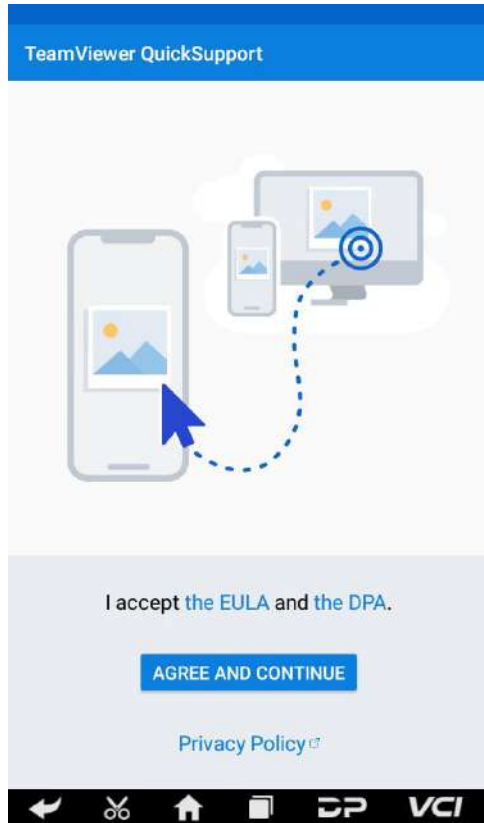 TeamViewer QuickSupport
I accept the EULA and the DPA.
AGREE AND CONTINUE
Privacy Policy
DP VCI